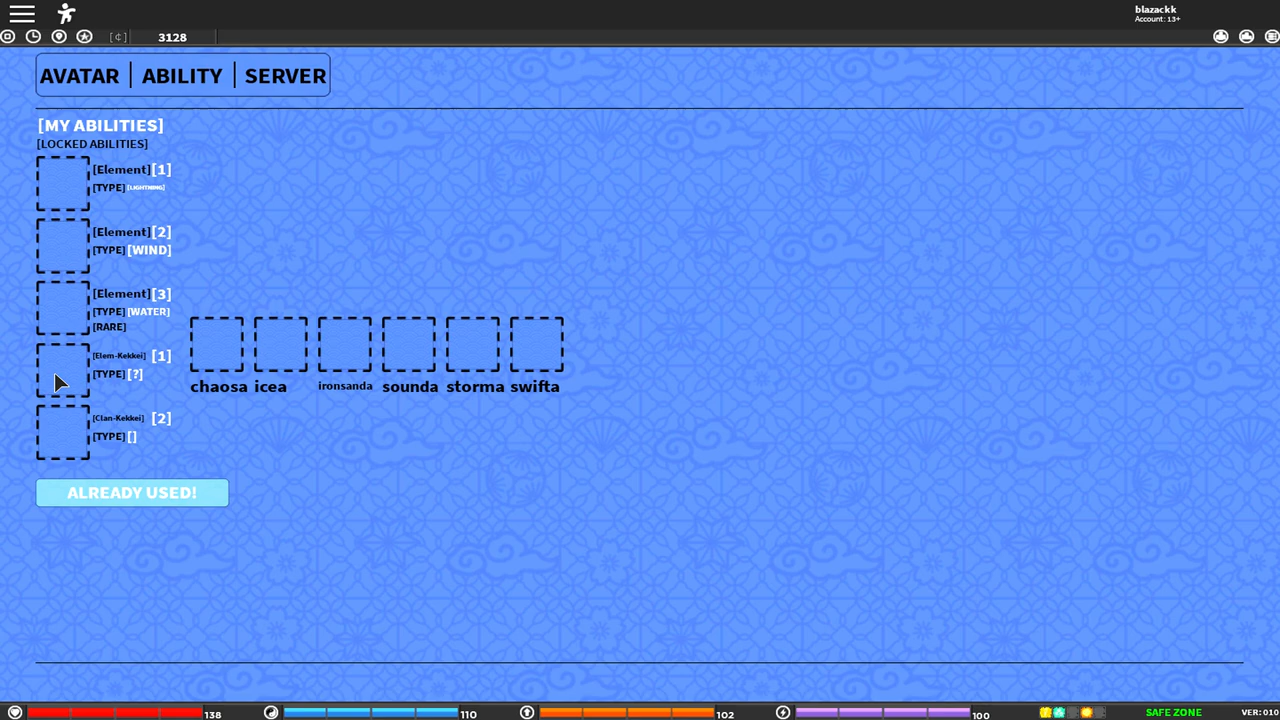 blazackk
Account: 13+
[¢] 3128
AVATAR | ABILITY | SERVER
[MY ABILITIES]
[LOCKED ABILITIES]
[Element] [1]
[TYPE] [LIGHTNING]
[Element] [2]
[TYPE] [WIND]
[Element] [3]
[TYPE] [WATER]
[RARE]
[Elem-Kekkei] [1]
[TYPE] [?]
chaosa icea ironsanda sounda storma swifta
[Clan-Kekkei] [2]
[TYPE] []
ALREADY USED!
138 110 102 100 SAFE ZONE VER:010